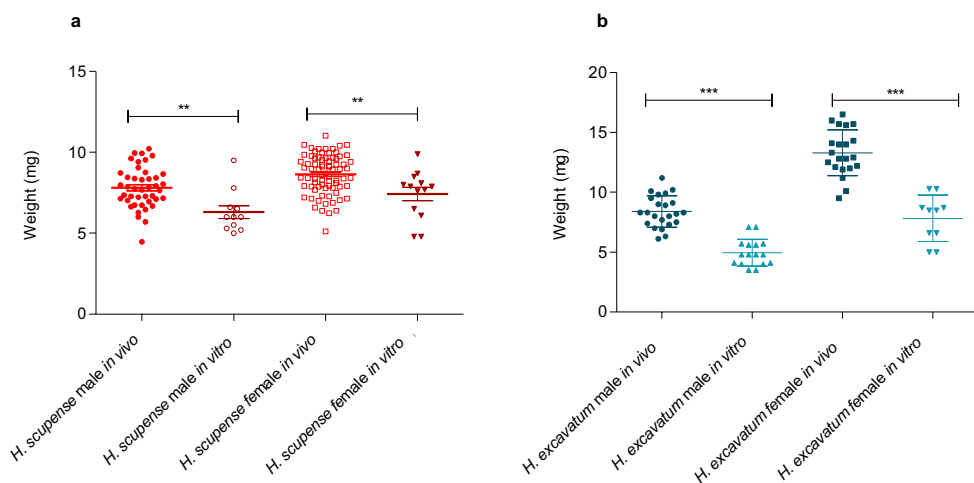 a
Weight (mg)
15
10
5
0
**
**
H. scupense male in vivo
H. scupense male in vitro
H. scupense female in vivo
H. scupense female in vitro
b
Weight (mg)
20
15
10
5
0
***
***
H. excavatum male in vivo
H. excavatum male in vitro
H. excavatum female in vivo
H. excavatum female in vitro